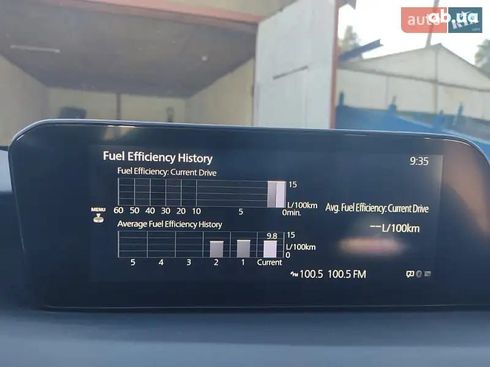 auto
ab.ua
Fuel Efficiency History
9:35
Fuel Efficiency: Current Drive
15
L/100km
60 50 40 30 20 10 5 0min.
MENU
Avg. Fuel Efficiency: Current Drive
--- L/100km
Average Fuel Efficiency History
9.8
15
L/100km
0
5 4 3 2 1 Current
100.5 100.5 FM